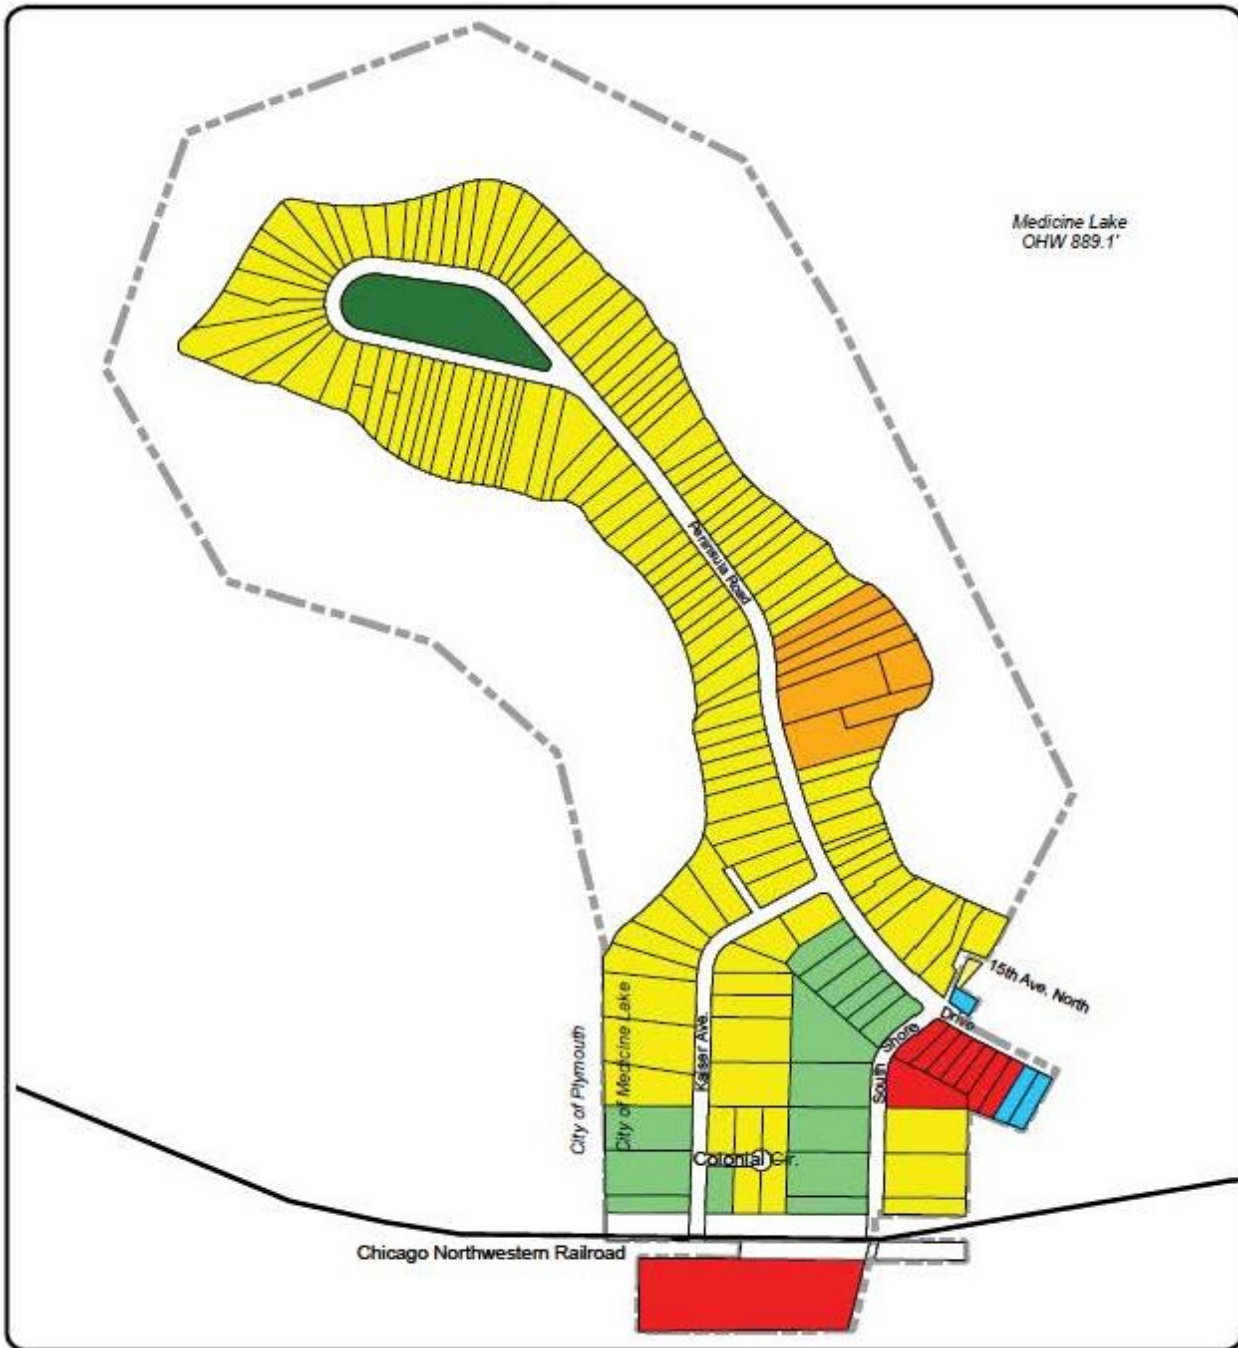 Medicine Lake
OHW 889.1'
Peninsula Road
15th Ave. North
South Shore Drive
Kaiser Ave.
City of Plymouth
City of Medicine Lake
Colonial Cir.
Chicago Northwestern Railroad